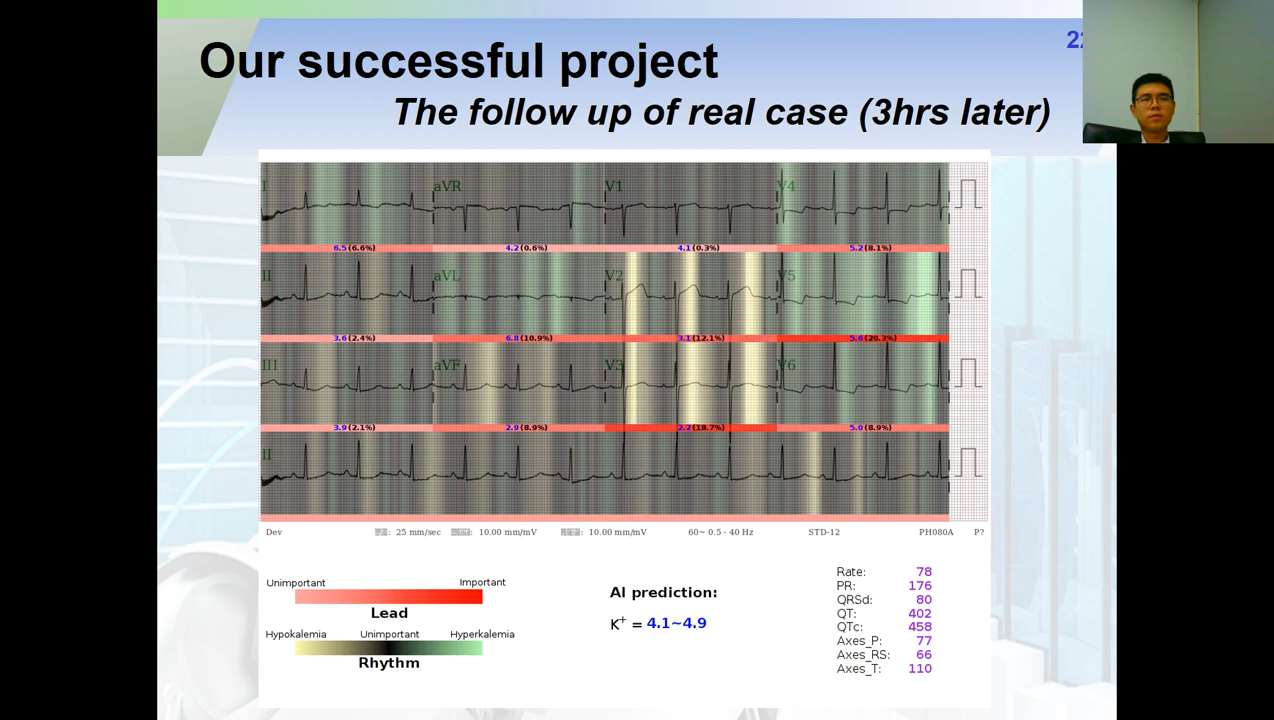 Our successful project
The follow up of real case (3hrs later)
I aVR V1 V4
6.5 (6.6%) 4.2 (0.6%) 4.1 (0.3%) 5.2 (8.1%)
II aVL V2 V5
3.6 (2.4%) 6.8 (10.9%) 3.1 (12.1%) 5.6 (20.3%)
III aVF V3 V6
3.9 (2.1%) 2.9 (8.9%) 2.2 (18.7%) 5.0 (8.9%)
II
Dev : 25 mm/sec : 10.00 mm/mV : 10.00 mm/mV 60~ 0.5 - 40 Hz STD-12 PH080A P?
Unimportant Important
Lead
Hypokalemia Unimportant Hyperkalemia
Rhythm
AI prediction:
K+ = 4.1~4.9
Rate: 78
PR: 176
QRSd: 80
QT: 402
QTc: 458
Axes_P: 77
Axes_RS: 66
Axes_T: 110